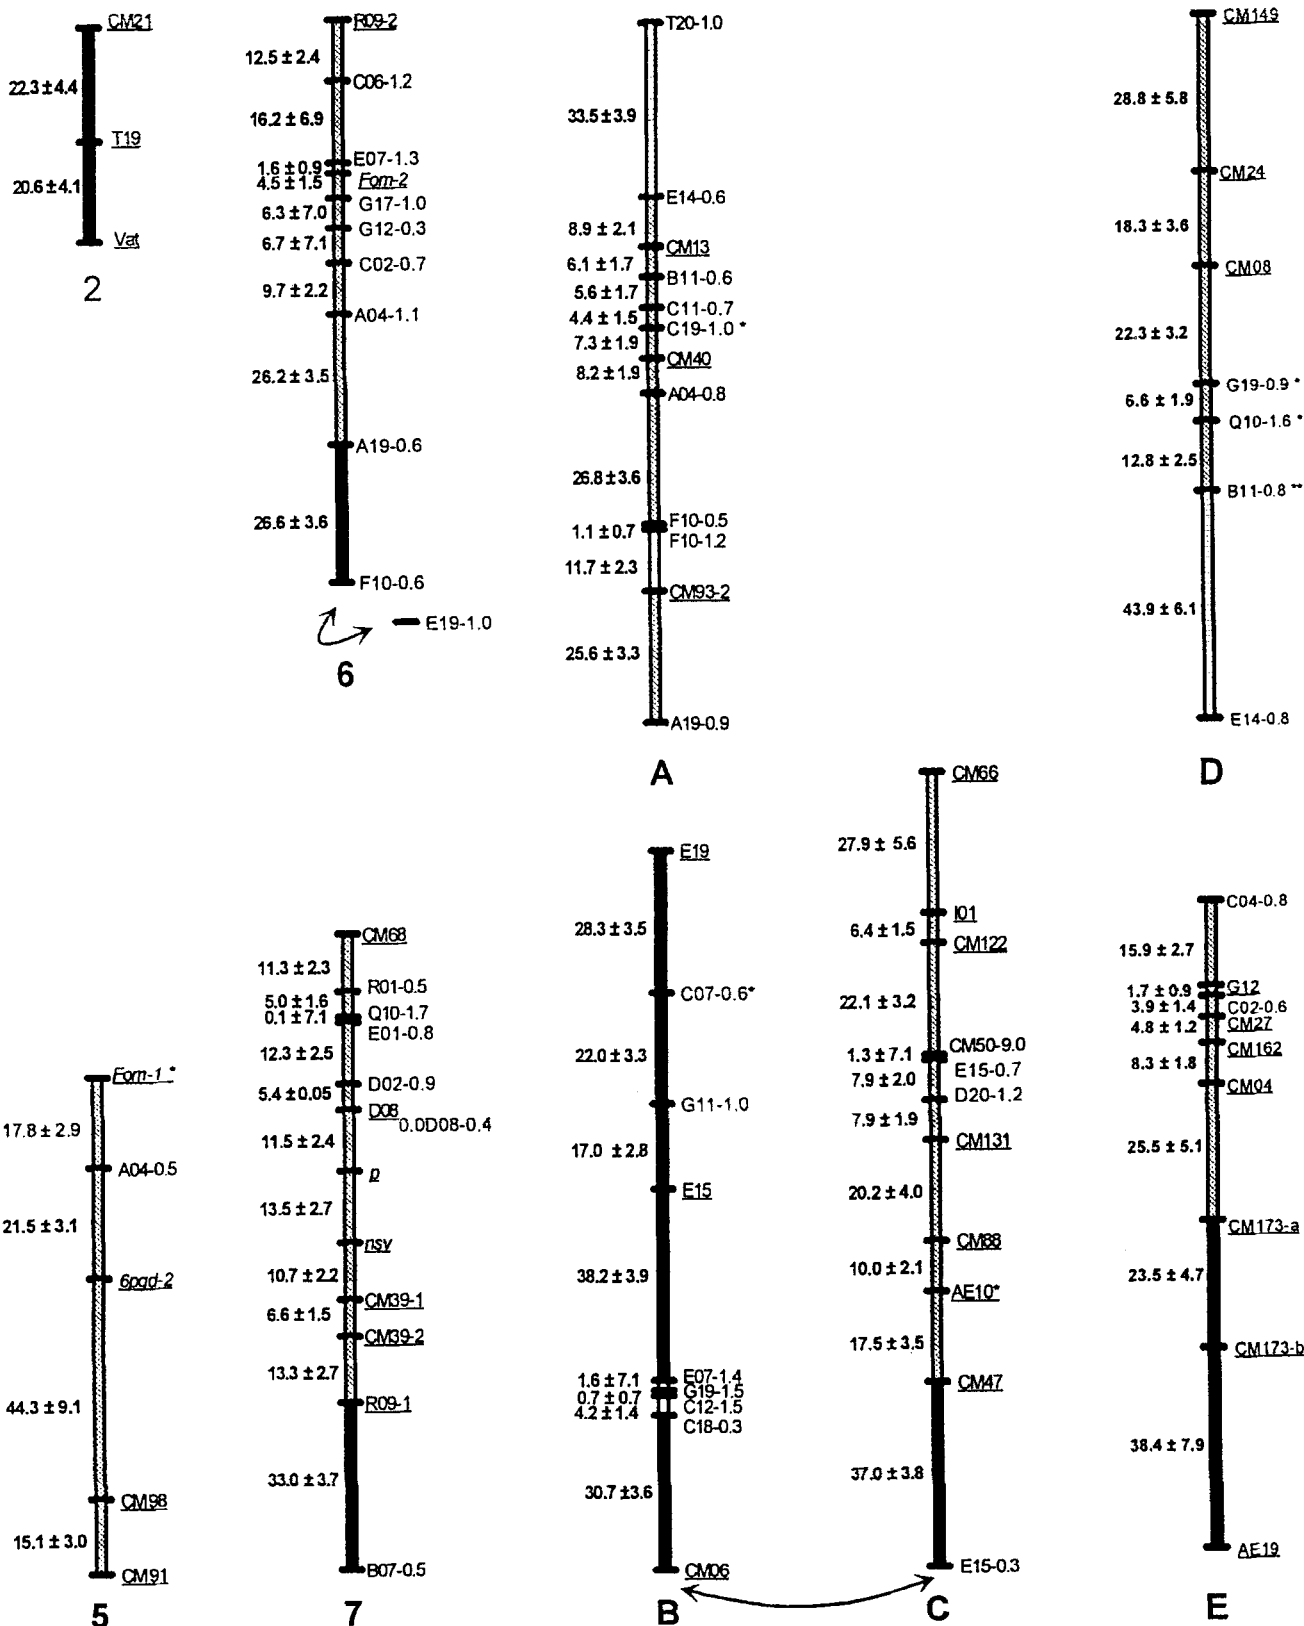 CM21
22.3 ± 4.4
T19
20.6 ± 4.1
Vat
2
R09-2
12.5 ± 2.4
C06-1.2
16.2 ± 6.9
E07-1.3
1.6 ± 0.9
Fom-2
4.5 ± 1.5
G17-1.0
6.3 ± 7.0
G12-0.3
6.7 ± 7.1
C02-0.7
9.7 ± 2.2
A04-1.1
26.2 ± 3.5
A19-0.6
26.6 ± 3.6
F10-0.6
E19-1.0
6
T20-1.0
33.5 ± 3.9
E14-0.6
8.9 ± 2.1
CM13
6.1 ± 1.7
B11-0.6
5.6 ± 1.7
C11-0.7
4.4 ± 1.5
C19-1.0 *
7.3 ± 1.9
CM40
8.2 ± 1.9
A04-0.8
26.8 ± 3.6
F10-0.5
1.1 ± 0.7
F10-1.2
11.7 ± 2.3
CM93-2
25.6 ± 3.3
A19-0.9
A
CM149
28.8 ± 5.8
CM24
18.3 ± 3.6
CM08
22.3 ± 3.2
G19-0.9 *
6.6 ± 1.9
Q10-1.6 *
12.8 ± 2.5
B11-0.8 **
43.9 ± 6.1
E14-0.8
D
Fom-1 *
17.8 ± 2.9
A04-0.5
21.5 ± 3.1
6pgd-2
44.3 ± 9.1
CM98
15.1 ± 3.0
CM91
5
CM68
11.3 ± 2.3
R01-0.5
5.0 ± 1.6
Q10-1.7
0.1 ± 7.1
E01-0.8
12.3 ± 2.5
D02-0.9
5.4 ± 0.05
D08
0.0D08-0.4
11.5 ± 2.4
p
13.5 ± 2.7
nsv
10.7 ± 2.2
CM39-1
6.6 ± 1.5
CM39-2
13.3 ± 2.7
R09-1
33.0 ± 3.7
B07-0.5
7
E19
28.3 ± 3.5
C07-0.6*
22.0 ± 3.3
G11-1.0
17.0 ± 2.8
E15
38.2 ± 3.9
E07-1.4
1.6 ± 7.1
G19-1.5
0.7 ± 0.7
C12-1.5
4.2 ± 1.4
C18-0.3
30.7 ± 3.6
CM06
B
CM66
27.9 ± 5.6
I01
6.4 ± 1.5
CM122
22.1 ± 3.2
CM50-9.0
1.3 ± 7.1
E15-0.7
7.9 ± 2.0
D20-1.2
7.9 ± 1.9
CM131
20.2 ± 4.0
CM88
10.0 ± 2.1
AE10*
17.5 ± 3.5
CM47
37.0 ± 3.8
E15-0.3
C
C04-0.8
15.9 ± 2.7
G12
1.7 ± 0.9
C02-0.6
3.9 ± 1.4
CM27
4.8 ± 1.2
CM162
8.3 ± 1.8
CM04
25.5 ± 5.1
CM173-a
23.5 ± 4.7
CM173-b
38.4 ± 7.9
AE19
E